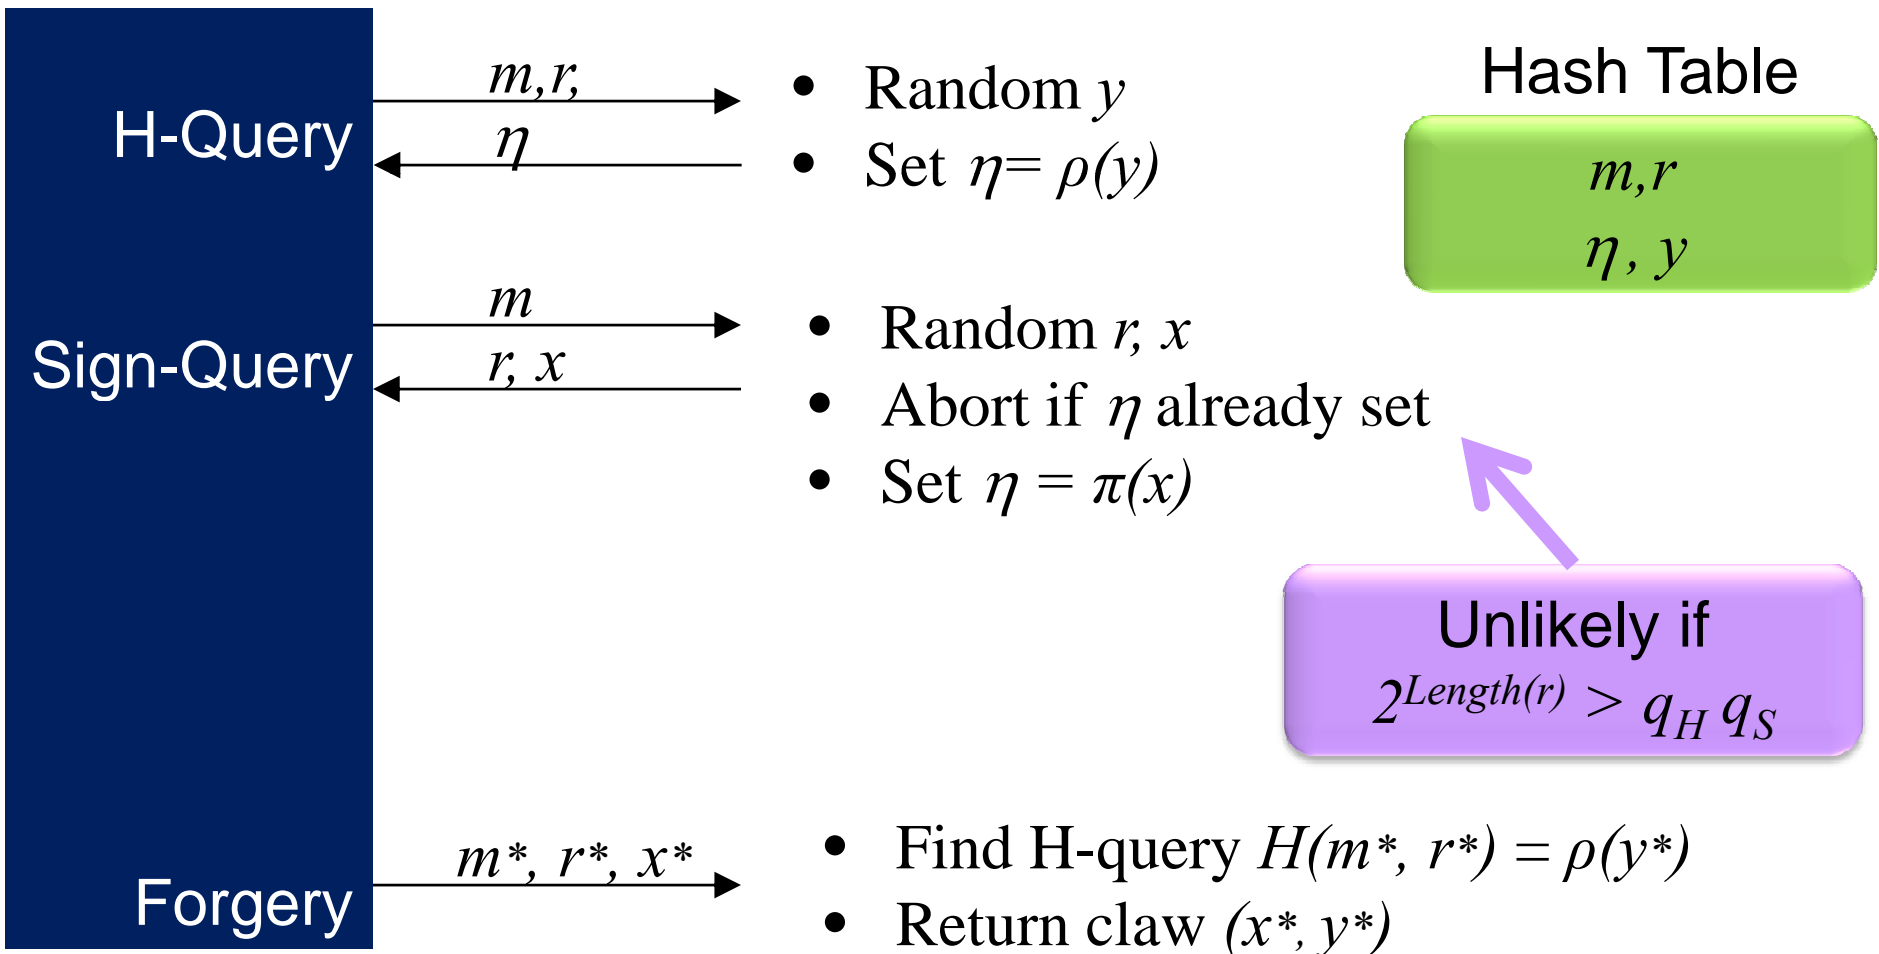 H-Query
m,r,
η
• Random y
• Set η= ρ(y)
Hash Table
m,r
η , y
Sign-Query
m
r, x
• Random r, x
• Abort if η already set
• Set η = π(x)
Unlikely if
2^Length(r) > q_H q_S
Forgery
m*, r*, x*
• Find H-query H(m*, r*) = ρ(y*)
• Return claw (x*, y*)